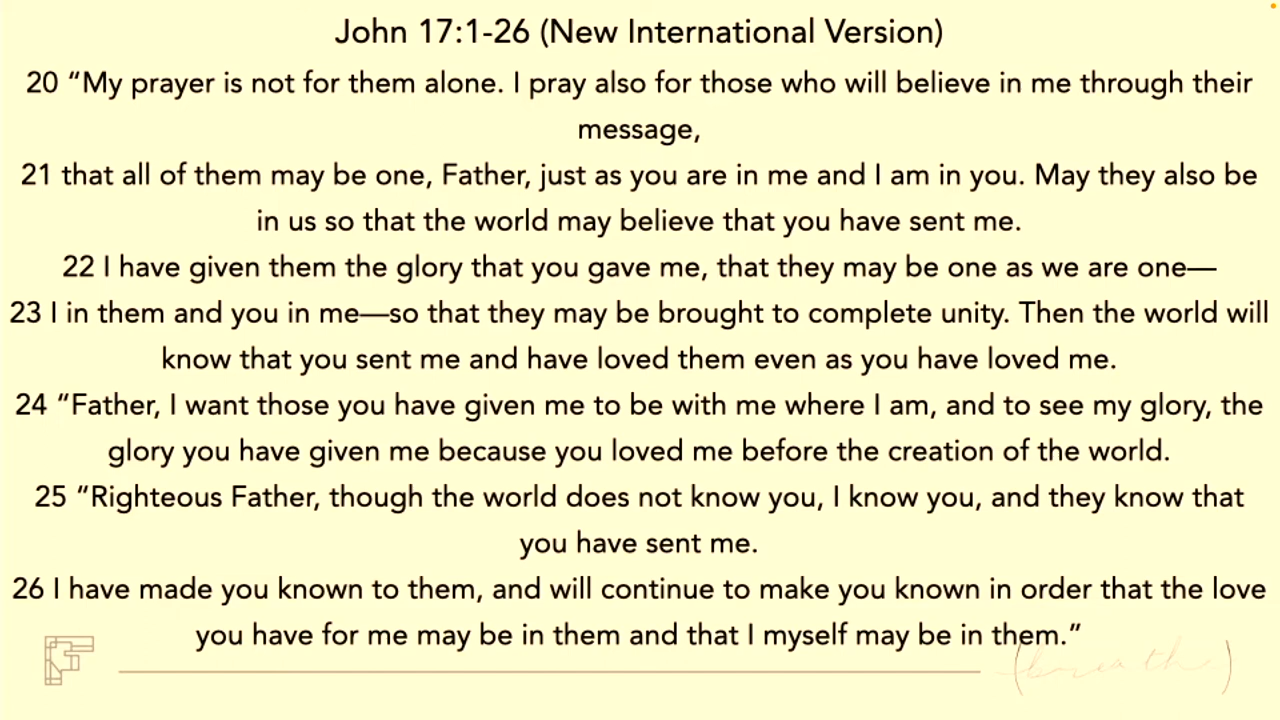 John 17:1-26 (New International Version)
20 “My prayer is not for them alone. I pray also for those who will believe in me through their
message,
21 that all of them may be one, Father, just as you are in me and I am in you. May they also be
in us so that the world may believe that you have sent me.
22 I have given them the glory that you gave me, that they may be one as we are one—
23 I in them and you in me—so that they may be brought to complete unity. Then the world will
know that you sent me and have loved them even as you have loved me.
24 “Father, I want those you have given me to be with me where I am, and to see my glory, the
glory you have given me because you loved me before the creation of the world.
25 “Righteous Father, though the world does not know you, I know you, and they know that
you have sent me.
26 I have made you known to them, and will continue to make you known in order that the love
you have for me may be in them and that I myself may be in them.”
(breath)